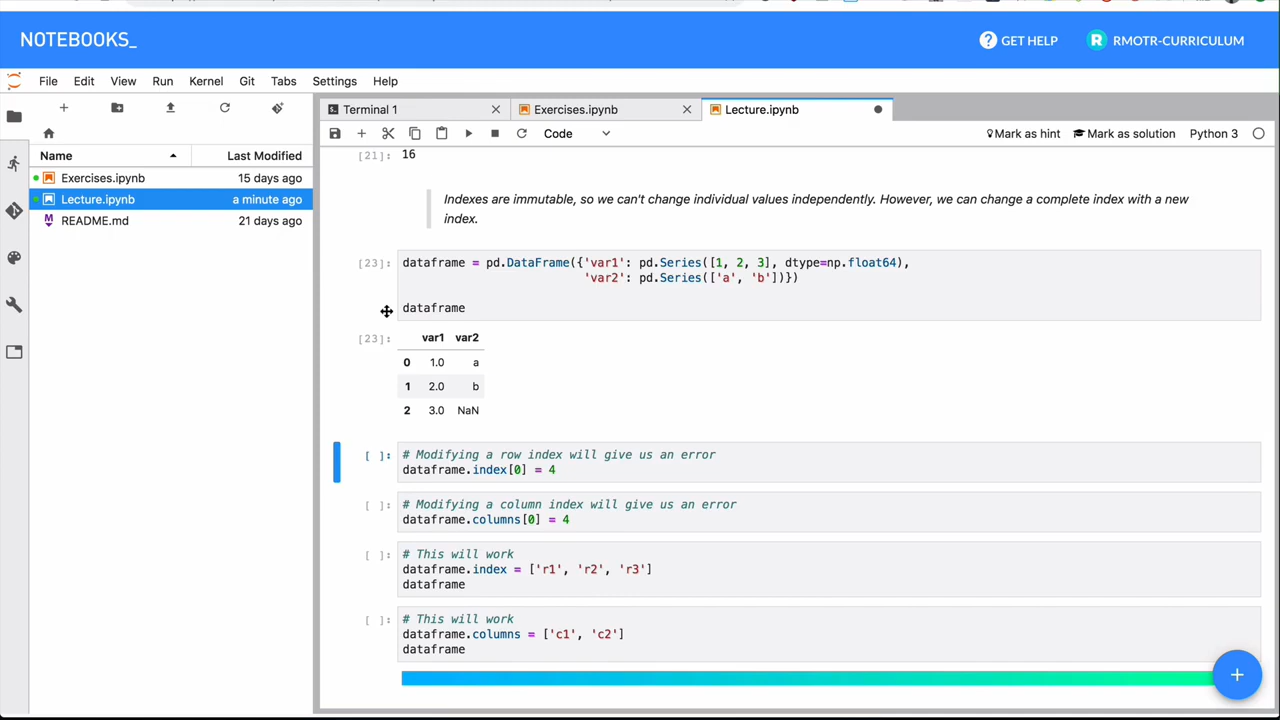 NOTEBOOKS_
GET HELP
R RMOTR-CURRICULUM
File Edit View Run Kernel Git Tabs Settings Help
Name Last Modified
Exercises.ipynb 15 days ago
Lecture.ipynb a minute ago
README.md 21 days ago
Terminal 1
Exercises.ipynb
Lecture.ipynb
Code
Mark as hint Mark as solution Python 3
[21]: 16
Indexes are immutable, so we can't change individual values independently. However, we can change a complete index with a new
index.
[23]: dataframe = pd.DataFrame({'var1': pd.Series([1, 2, 3], dtype=np.float64),
'var2': pd.Series(['a', 'b'])})
dataframe
[23]: var1 var2
0 1.0 a
1 2.0 b
2 3.0 NaN
[ ]: # Modifying a row index will give us an error
dataframe.index[0] = 4
[ ]: # Modifying a column index will give us an error
dataframe.columns[0] = 4
[ ]: # This will work
dataframe.index = ['r1', 'r2', 'r3']
dataframe
[ ]: # This will work
dataframe.columns = ['c1', 'c2']
dataframe